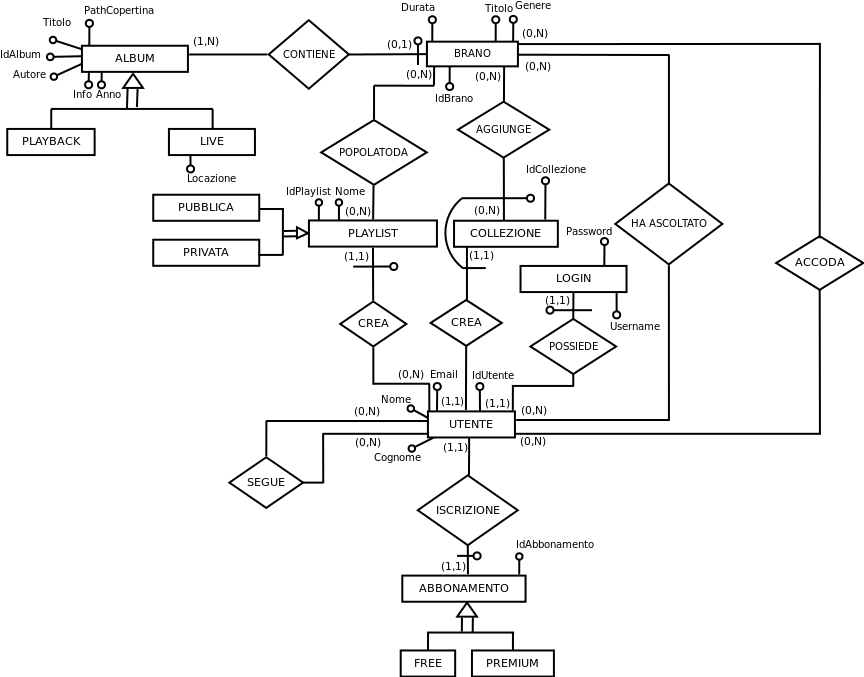 Durata
Titolo
Genere
PathCopertina
Titolo
(0,N)
(1,N)
(0,1)
IdAlbum
ALBUM
CONTIENE
BRANO
Autore
(0,N)
(0,N)
(0,N)
Info
Anno
IdBrano
PLAYBACK
LIVE
POPOLATODA
AGGIUNGE
Locazione
IdCollezione
IdPlaylist
Nome
PUBBLICA
(0,N)
(0,N)
HA ASCOLTATO
PLAYLIST
COLLEZIONE
Password
PRIVATA
(1,1)
(1,1)
ACCODA
LOGIN
(1,1)
CREA
CREA
Username
POSSIEDE
(0,N)
Email
IdUtente
Nome
(1,1)
(1,1)
(0,N)
(0,N)
UTENTE
(0,N)
(0,N)
(1,1)
Cognome
SEGUE
ISCRIZIONE
IdAbbonamento
(1,1)
ABBONAMENTO
FREE
PREMIUM